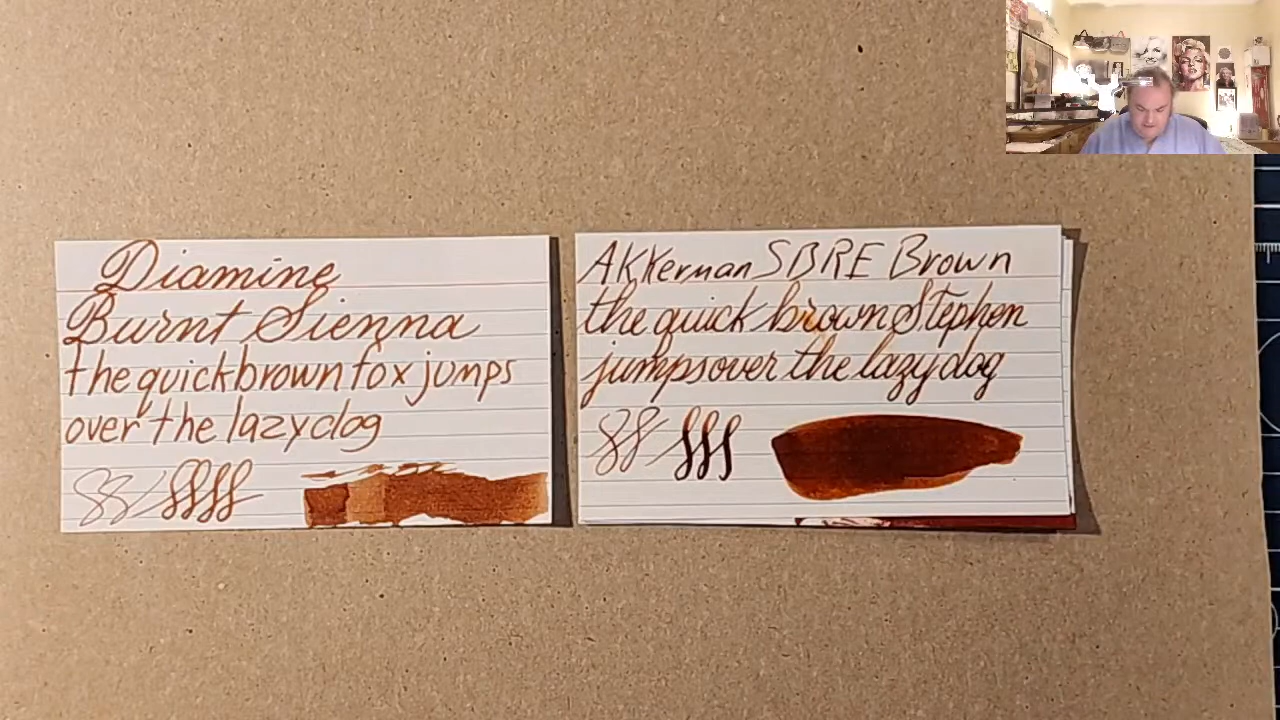 Diamine
Burnt Sienna
the quick brown fox jumps
over the lazy dog
AKKerman SBRE Brown
the quick brown Stephen
jumps over the lazy dog